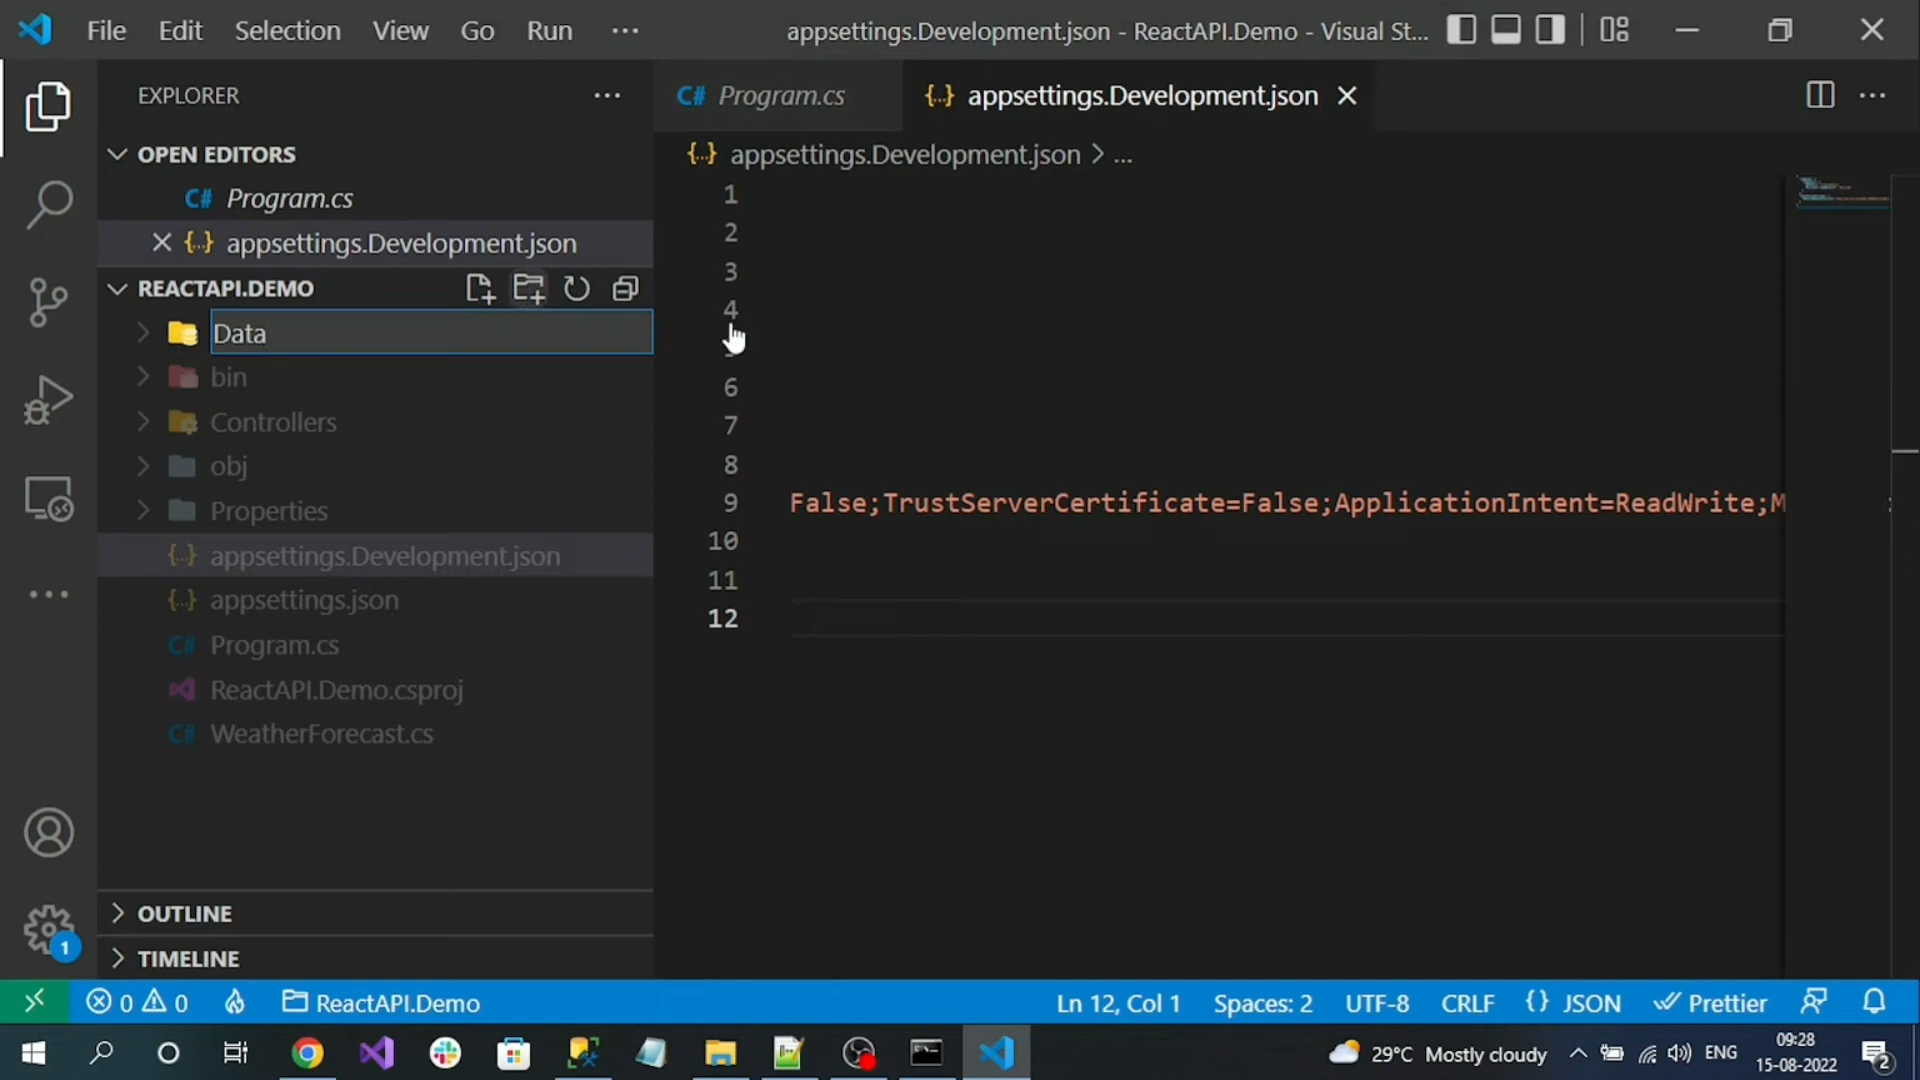 File Edit Selection View Go Run ···
appsettings.Development.json - ReactAPI.Demo - Visual St...
EXPLORER
OPEN EDITORS
C# Program.cs
{..} appsettings.Development.json
REACTAPI.DEMO
Data
bin
Controllers
obj
Properties
{..} appsettings.Development.json
{..} appsettings.json
C# Program.cs
ReactAPI.Demo.csproj
C# WeatherForecast.cs
OUTLINE
TIMELINE
C# Program.cs
{..} appsettings.Development.json
{..} appsettings.Development.json > ...
1
2
3
4
6
7
8
9 False;TrustServerCertificate=False;ApplicationIntent=ReadWrite;M
10
11
12
1
0 0 ReactAPI.Demo
Ln 12, Col 1 Spaces: 2 UTF-8 CRLF {} JSON Prettier
29°C Mostly cloudy ENG
09:28
15-08-2022
2